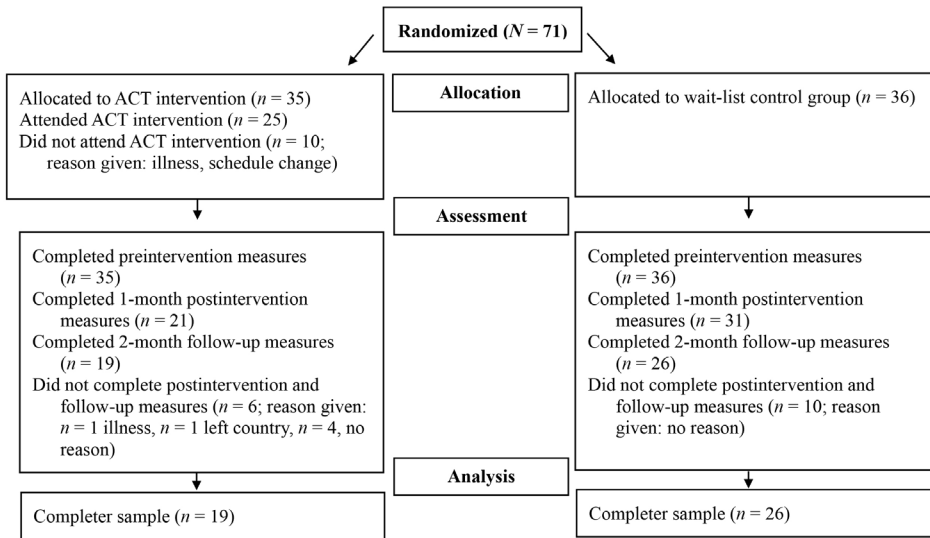 Randomized (N = 71)
Allocation
Allocated to ACT intervention (n = 35)
Attended ACT intervention (n = 25)
Did not attend ACT intervention (n = 10;
reason given: illness, schedule change)
Allocated to wait-list control group (n = 36)
Assessment
Completed preintervention measures
(n = 35)
Completed 1-month postintervention
measures (n = 21)
Completed 2-month follow-up measures
(n = 19)
Did not complete postintervention and
follow-up measures (n = 6; reason given:
n = 1 illness, n = 1 left country, n = 4, no
reason)
Completed preintervention measures
(n = 36)
Completed 1-month postintervention
measures (n = 31)
Completed 2-month follow-up measures
(n = 26)
Did not complete postintervention and
follow-up measures (n = 10; reason
given: no reason)
Analysis
Completer sample (n = 19)
Completer sample (n = 26)